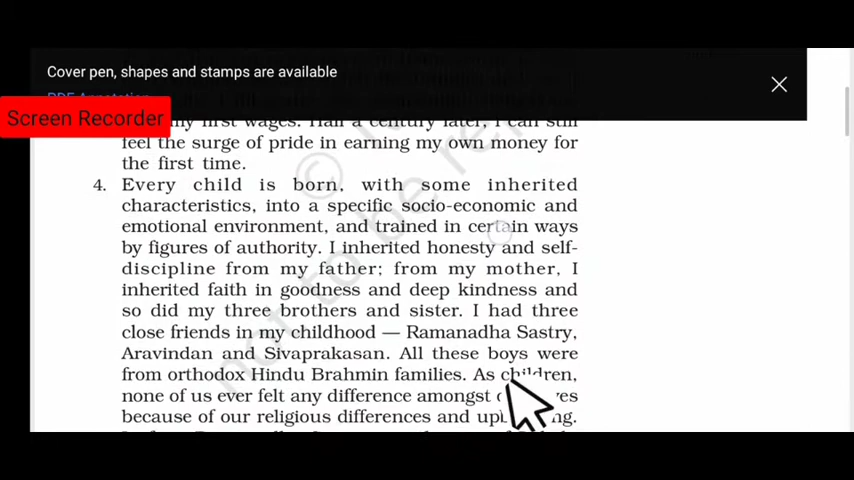 Cover pen, shapes and stamps are available
PDF Annotation
Screen Recorder
my first wages. Half a century later, I can still
feel the surge of pride in earning my own money for
the first time.
4. Every child is born, with some inherited
characteristics, into a specific socio-economic and
emotional environment, and trained in certain ways
by figures of authority. I inherited honesty and self-
discipline from my father; from my mother, I
inherited faith in goodness and deep kindness and
so did my three brothers and sister. I had three
close friends in my childhood — Ramanadha Sastry,
Aravindan and Sivaprakasan. All these boys were
from orthodox Hindu Brahmin families. As children,
none of us ever felt any difference amongst
because of our religious differences and
not to be re